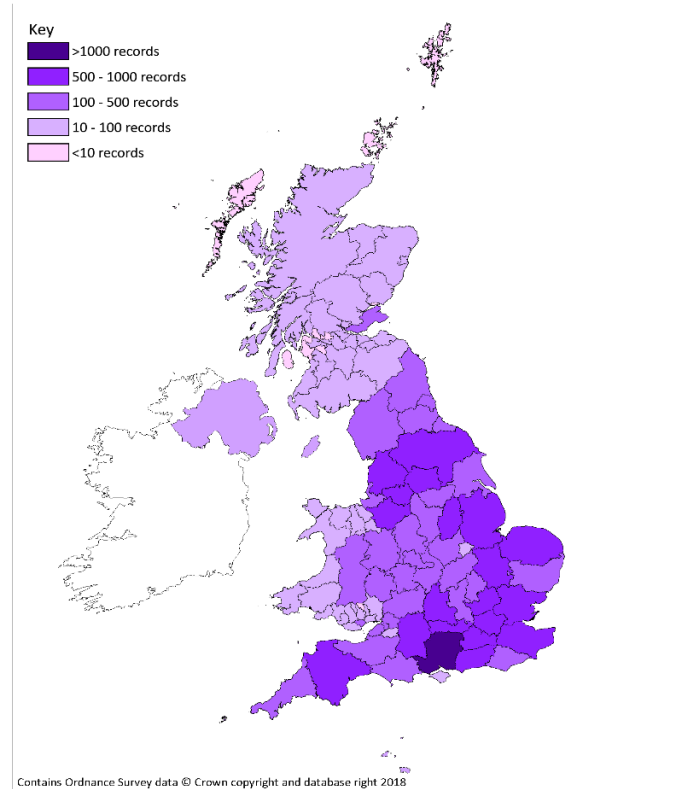 Key
>1000 records
500 - 1000 records
100 - 500 records
10 - 100 records
<10 records
Contains Ordnance Survey data © Crown copyright and database right 2018